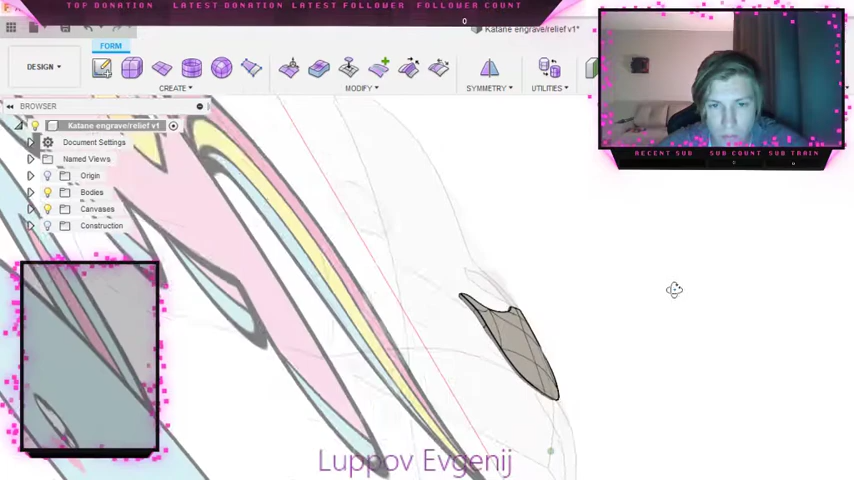 TOP DONATION LATEST DONATION LATEST FOLLOWER FOLLOWER COUNT
0
Katane engrave/relief v1*
FORM
DESIGN
CREATE
MODIFY
SYMMETRY
UTILITIES
BROWSER
Katane engrave/relief v1
Document Settings
Named Views
Origin
Bodies
Canvases
Construction
RECENT SUB SUB COUNT SUB TRAIN
Luppov Evgenij